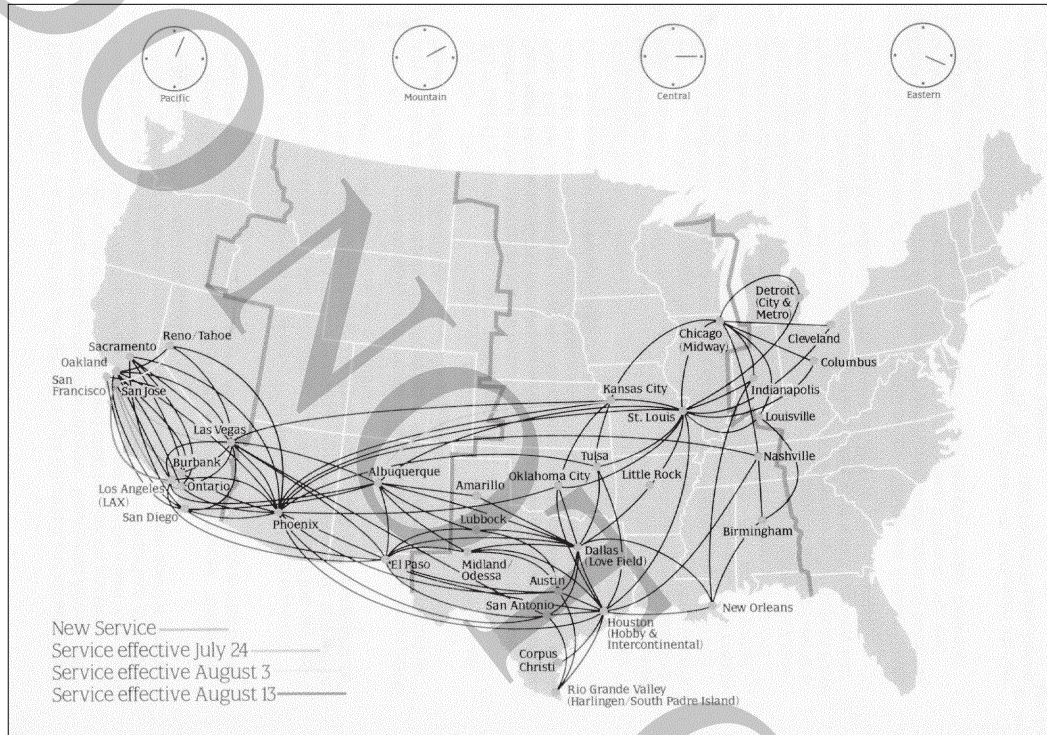 Pacific
Mountain
Central
Eastern
Detroit
(City &
Metro)
Chicago
(Midway)
Cleveland
Columbus
Reno/Tahoe
Sacramento
Oakland
San
Francisco
San Jose
Kansas City
Indianapolis
St. Louis
Louisville
Las Vegas
Nashville
Burbank
Tulsa
Albuquerque
Oklahoma City
Little Rock
Los Angeles
(LAX)
Ontario
Amarillo
San Diego
Phoenix
Lubbock
Birmingham
El Paso
Midland/
Odessa
Dallas
(Love Field)
Austin
San Antonio
New Orleans
Houston
(Hobby &
Intercontinental)
Corpus
Christi
Rio Grande Valley
(Harlingen/South Padre Island)
New Service
Service effective July 24
Service effective August 3
Service effective August 13